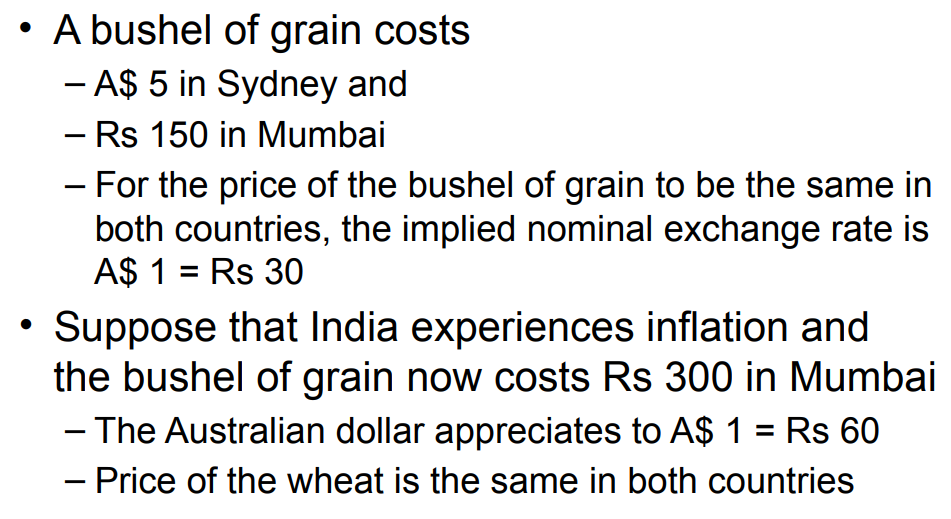 • A bushel of grain costs
– A$ 5 in Sydney and
– Rs 150 in Mumbai
– For the price of the bushel of grain to be the same in
both countries, the implied nominal exchange rate is
A$ 1 = Rs 30
• Suppose that India experiences inflation and
the bushel of grain now costs Rs 300 in Mumbai
– The Australian dollar appreciates to A$ 1 = Rs 60
– Price of the wheat is the same in both countries